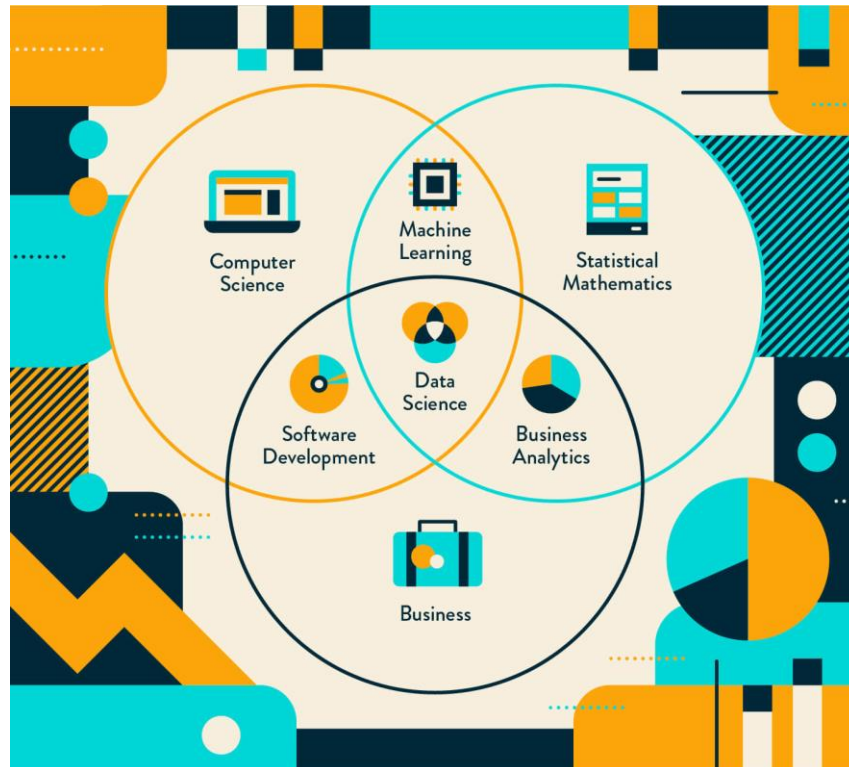 Machine
Learning
Computer
Science
Statistical
Mathematics
Data
Science
Software
Development
Business
Analytics
Business